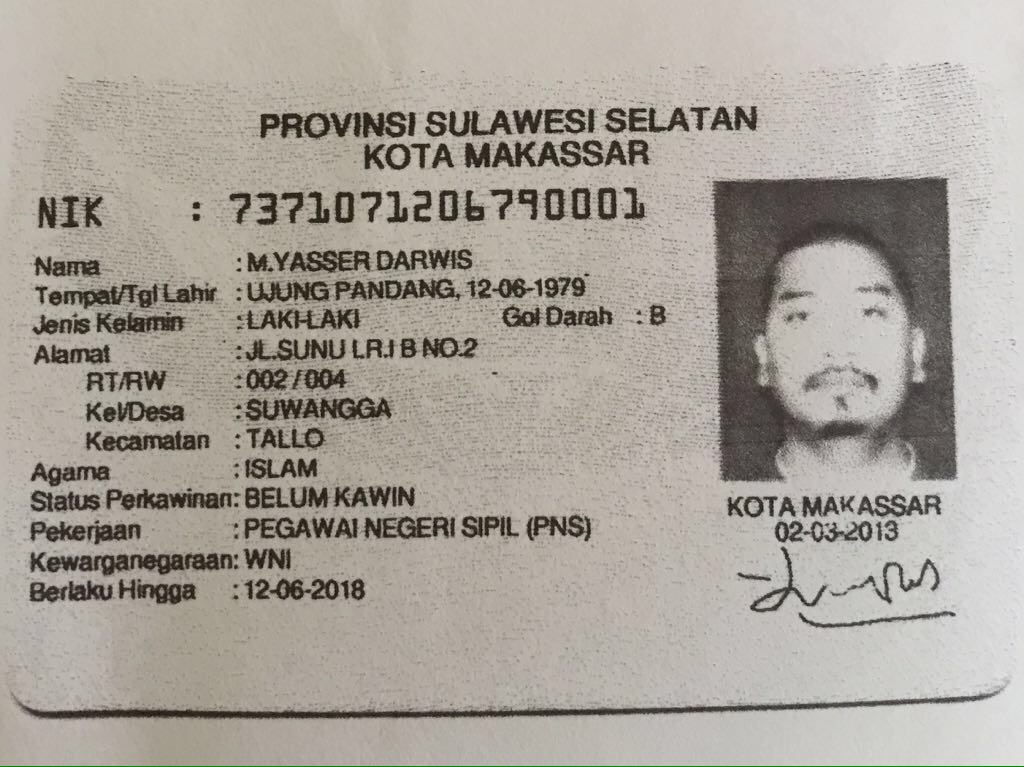 PROVINSI SULAWESI SELATAN
KOTA MAKASSAR
NIK : 7371071206790001
Nama : M.YASSER DARWIS
Tempat/Tgl Lahir : UJUNG PANDANG, 12-06-1979
Jenis Kelamin : LAKI-LAKI Gol Darah : B
Alamat : JL.SUNU LR.I B NO.2
RT/RW : 002 / 004
Kel/Desa : SUWANGGA
Kecamatan : TALLO
Agama : ISLAM
Status Perkawinan: BELUM KAWIN
Pekerjaan : PEGAWAI NEGERI SIPIL (PNS)
Kewarganegaraan: WNI
Berlaku Hingga : 12-06-2018
KOTA MAKASSAR
02-03-2013